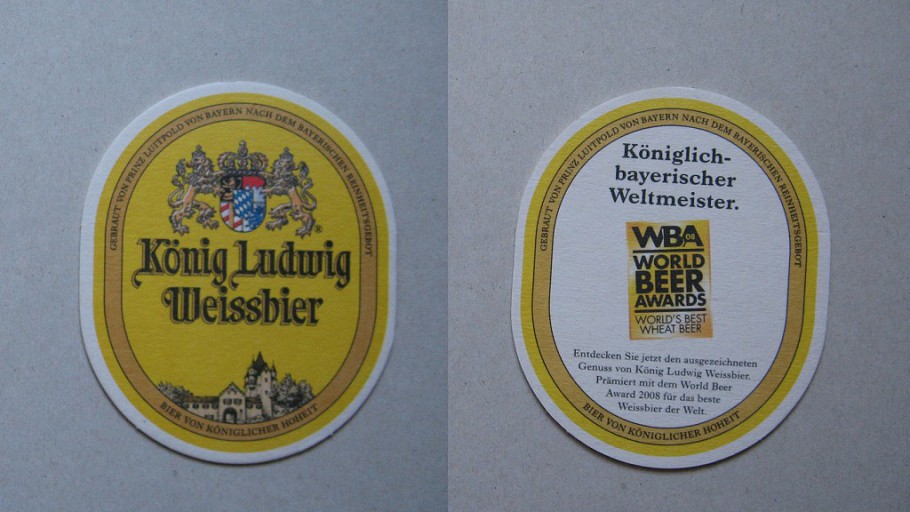 GEBRAUT VON PRINZ LUITPOLD VON BAYERN NACH DEM BAYERISCHEN REINHEITSGEBOT
®
König Ludwig
Weissbier
BIER VON KÖNIGLICHER HOHEIT
GEBRAUT VON PRINZ LUITPOLD VON BAYERN NACH DEM BAYERISCHEN REINHEITSGEBOT
Königlich-
bayerischer
Weltmeister.
WBA 08
WORLD
BEER
AWARDS
WORLD'S BEST
WHEAT BEER
Entdecken Sie jetzt den ausgezeichneten
Genuss von König Ludwig Weissbier.
Prämiert mit dem World Beer
Award 2008 für das beste
Weissbier der Welt.
BIER VON KÖNIGLICHER HOHEIT